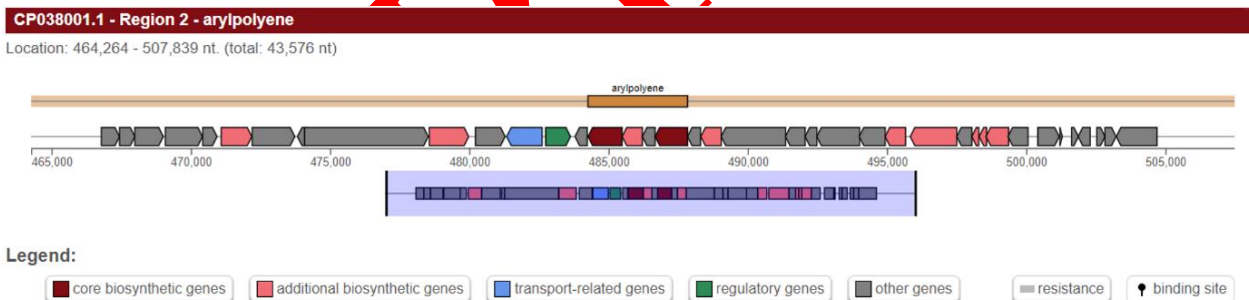 CP038001.1 - Region 2 - arylpolyene
Location: 464,264 - 507,839 nt. (total: 43,576 nt)
arylpolyene
465,000 470,000 475,000 480,000 485,000 490,000 495,000 500,000 505,000
Legend:
core biosynthetic genes additional biosynthetic genes transport-related genes regulatory genes other genes resistance binding site